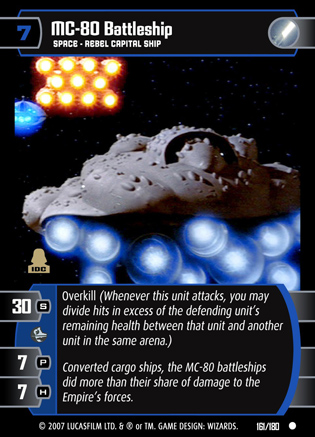 7 MC-80 Battleship
SPACE - REBEL CAPITAL SHIP
IDC
30 S
Overkill (Whenever this unit attacks, you may
divide hits in excess of the defending unit's
remaining health between that unit and another
unit in the same arena.)
7 P
7 H
Converted cargo ships, the MC-80 battleships
did more than their share of damage to the
Empire's forces.
© 2007 LUCASFILM LTD. & ® or TM. GAME DESIGN: WIZARDS. 161/180